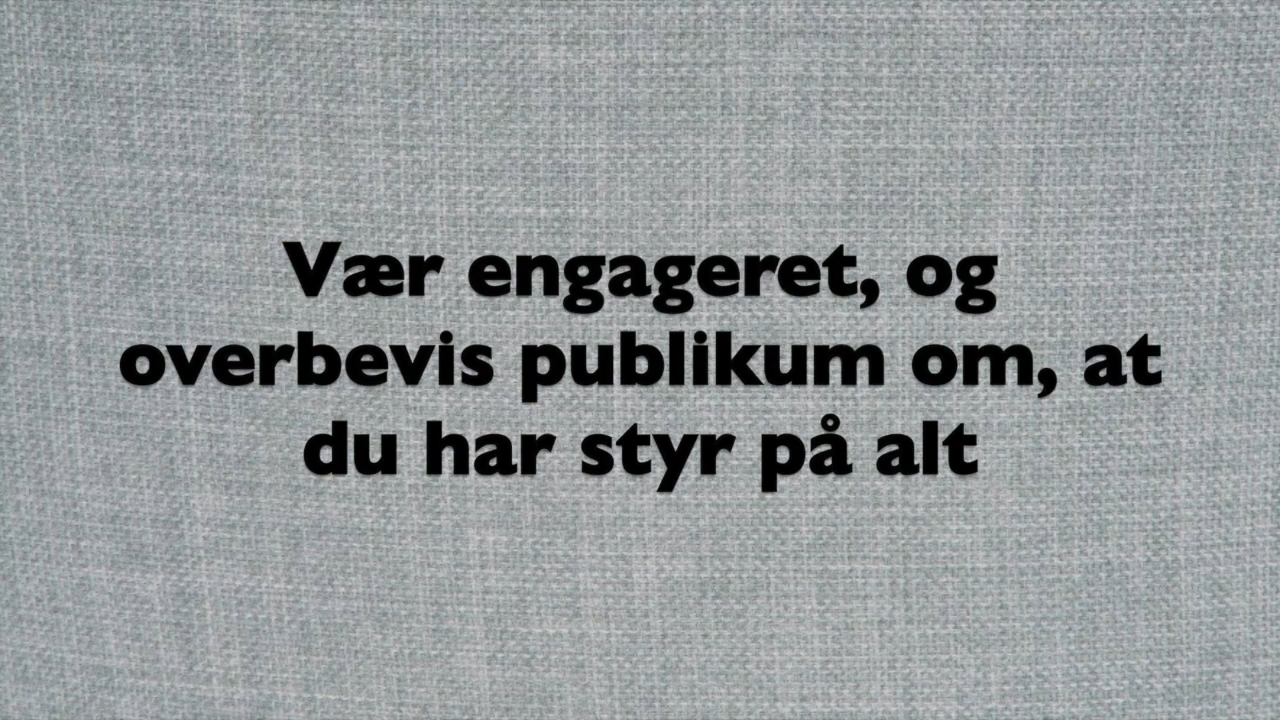 Vær engageret, og
overbevis publikum om, at
du har styr på alt